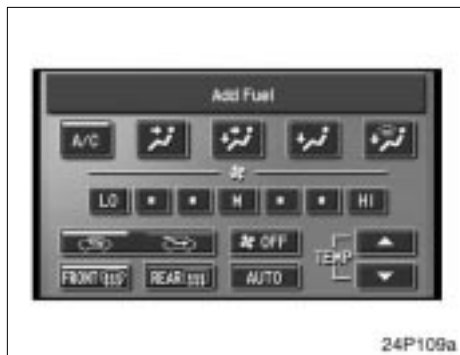 Add Fuel
A/C
LO M HI
OFF
TEMP
FRONT REAR AUTO
24P109a